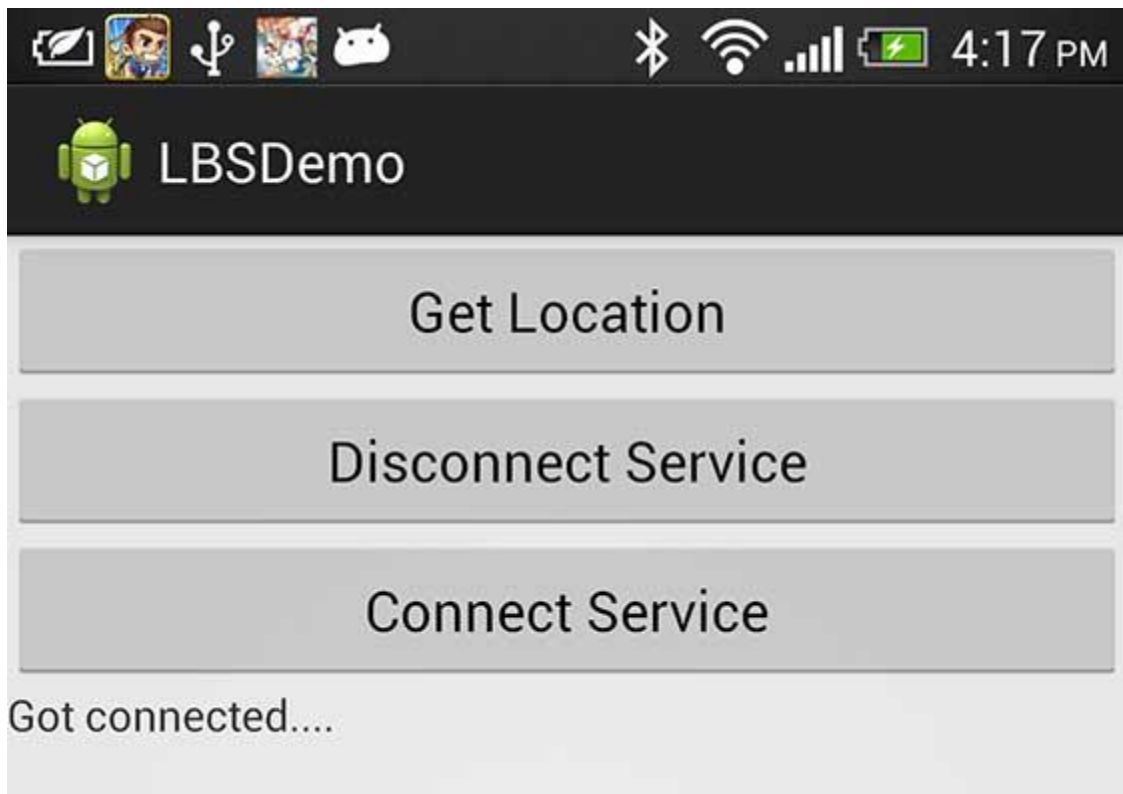 4:17 PM
LBSDemo
Get Location
Disconnect Service
Connect Service
Got connected....